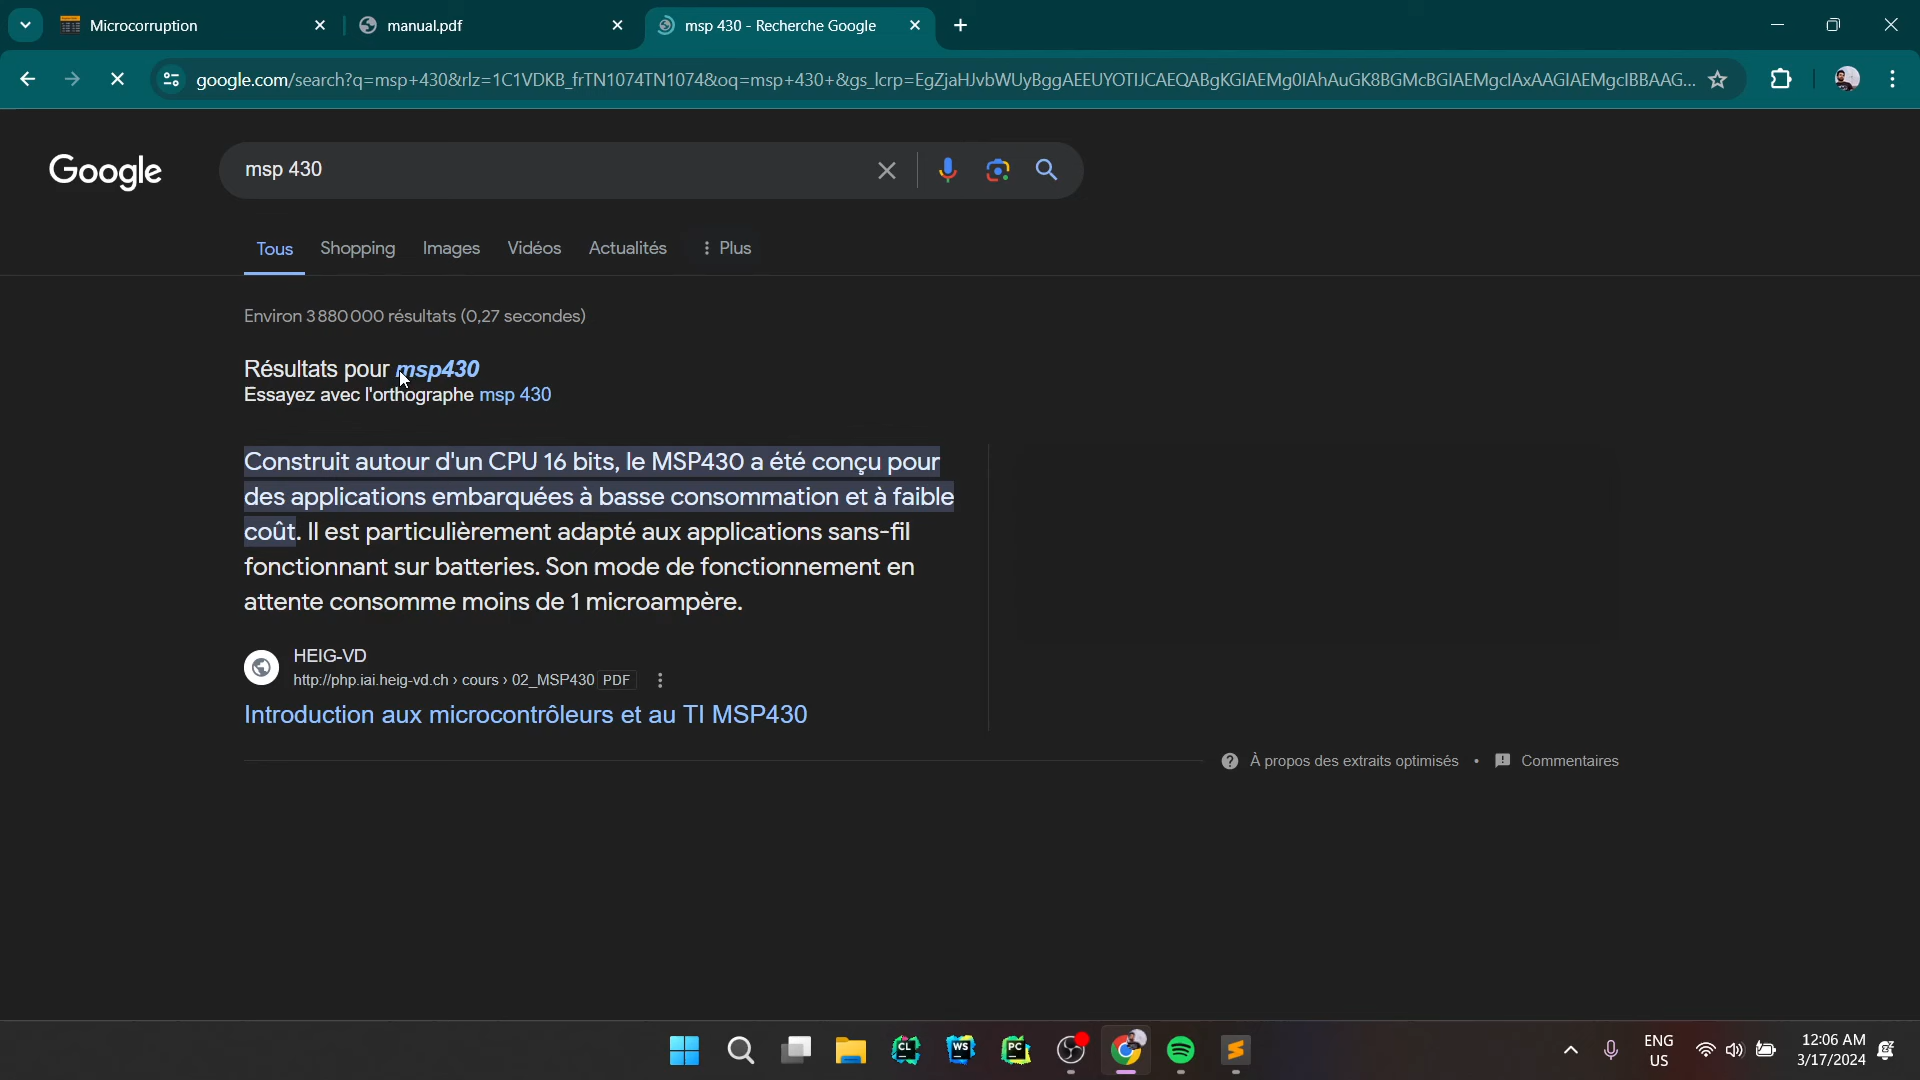 Microcorruption
manual.pdf
msp 430 - Recherche Google
google.com/search?q=msp+430&rlz=1C1VDKB_frTN1074TN1074&oq=msp+430+&gs_lcrp=EgZjaHJvbWUyBggAEEUYOTIJCAEQABgKGIAEMg0IAhAuGK8BGMcBGIAEMgcIAxAAGIAEMgcIBBAAG...
Google
msp 430
Tous Shopping Images Vidéos Actualités Plus
Environ 3 880 000 résultats (0,27 secondes)
Résultats pour msp430
Essayez avec l'orthographe msp 430
Construit autour d'un CPU 16 bits, le MSP430 a été conçu pour
des applications embarquées à basse consommation et à faible
coût. Il est particulièrement adapté aux applications sans-fil
fonctionnant sur batteries. Son mode de fonctionnement en
attente consomme moins de 1 microampère.
HEIG-VD
http://php.iai.heig-vd.ch › cours › 02_MSP430 PDF
Introduction aux microcontrôleurs et au TI MSP430
À propos des extraits optimisés • Commentaires
CL WS PC
ENG
US
12:06 AM
3/17/2024